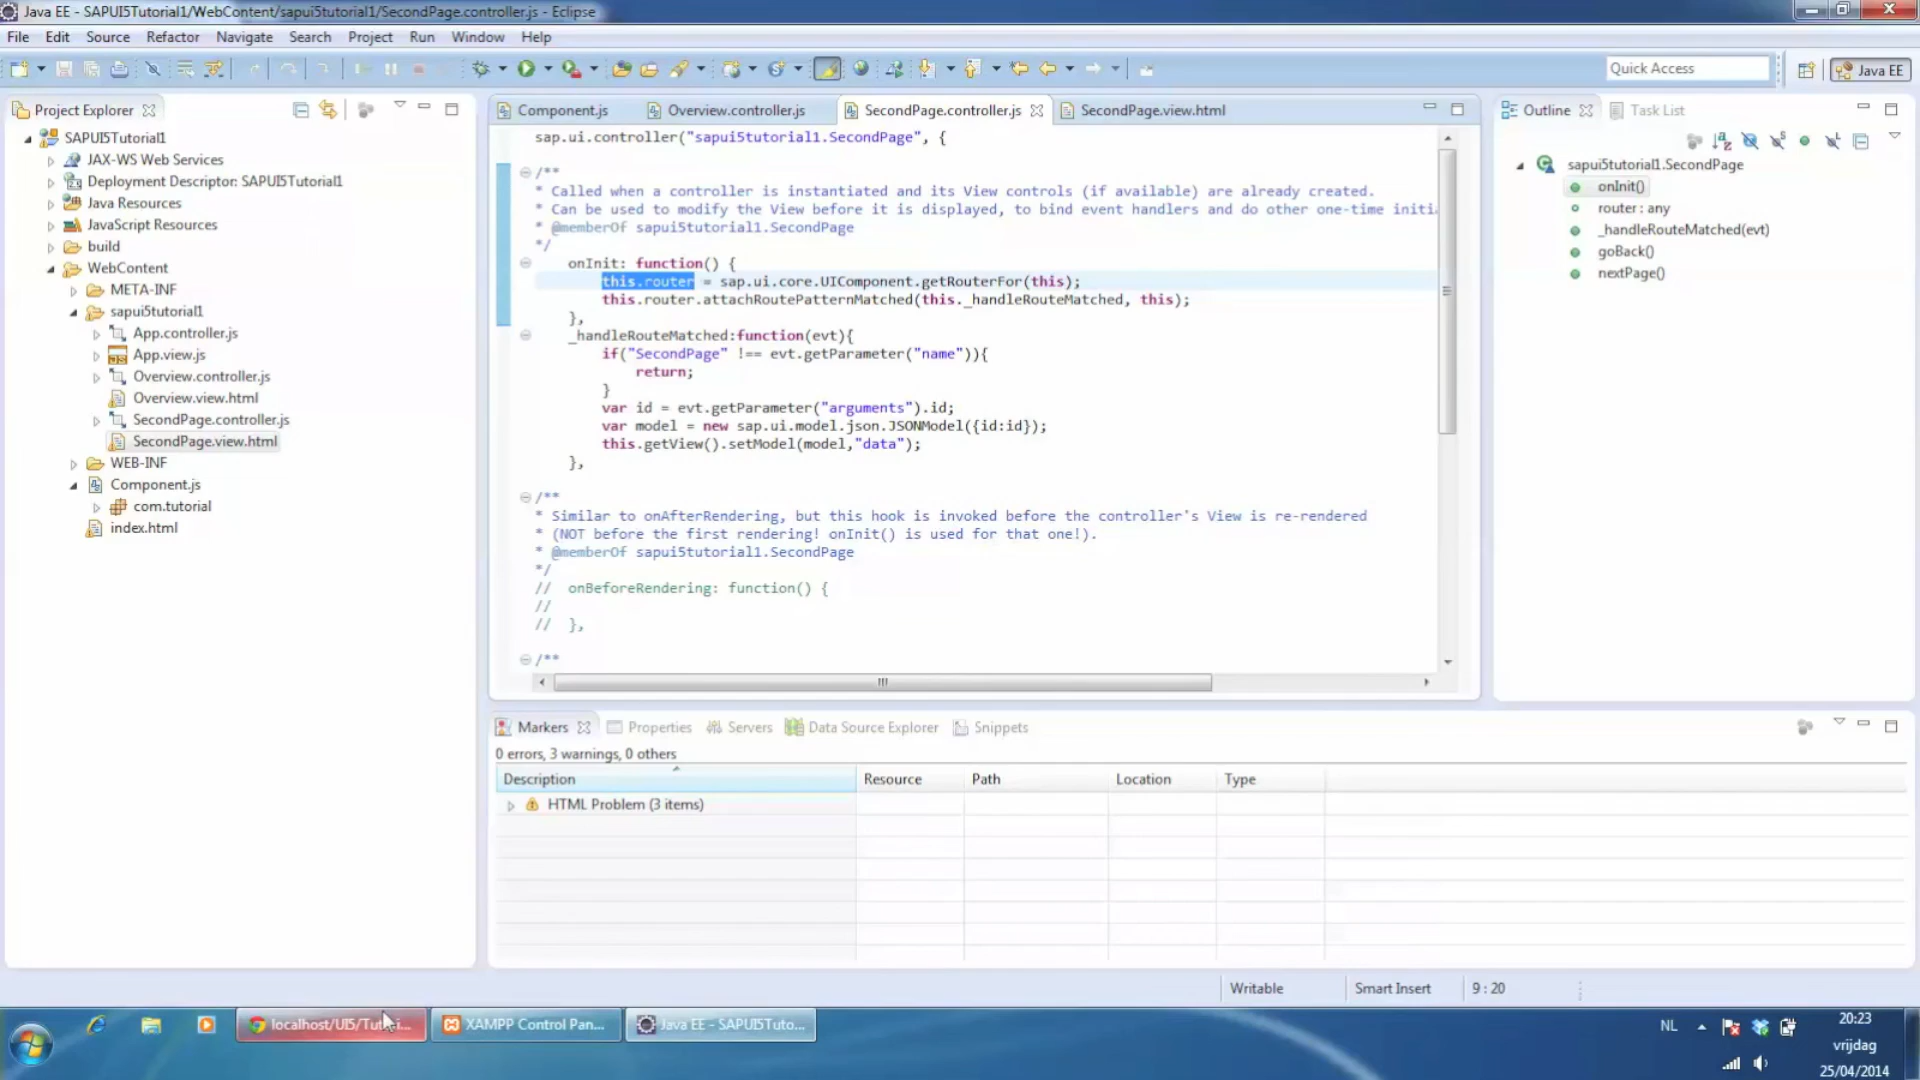 Java EE - SAPUI5Tutorial1/WebContent/sapui5tutorial1/SecondPage.controller.js - Eclipse
File Edit Source Refactor Navigate Search Project Run Window Help
Quick Access
Java EE
Project Explorer
SAPUI5Tutorial1
JAX-WS Web Services
Deployment Descriptor: SAPUI5Tutorial1
Java Resources
JavaScript Resources
build
WebContent
META-INF
sapui5tutorial1
App.controller.js
App.view.js
Overview.controller.js
Overview.view.html
SecondPage.controller.js
SecondPage.view.html
WEB-INF
Component.js
com.tutorial
index.html
Component.js Overview.controller.js SecondPage.controller.js SecondPage.view.html
sap.ui.controller("sapui5tutorial1.SecondPage", {
/**
* Called when a controller is instantiated and its View controls (if available) are already created.
* Can be used to modify the View before it is displayed, to bind event handlers and do other one-time initi
* @memberOf sapui5tutorial1.SecondPage
*/
onInit: function() {
this.router = sap.ui.core.UIComponent.getRouterFor(this);
this.router.attachRoutePatternMatched(this._handleRouteMatched, this);
},
_handleRouteMatched:function(evt){
if("SecondPage" !== evt.getParameter("name")){
return;
}
var id = evt.getParameter("arguments").id;
var model = new sap.ui.model.json.JSONModel({id:id});
this.getView().setModel(model,"data");
},
/**
* Similar to onAfterRendering, but this hook is invoked before the controller's View is re-rendered
* (NOT before the first rendering! onInit() is used for that one!).
* @memberOf sapui5tutorial1.SecondPage
*/
// onBeforeRendering: function() {
//
// },
/**
Outline Task List
sapui5tutorial1.SecondPage
onInit()
router : any
_handleRouteMatched(evt)
goBack()
nextPage()
Markers Properties Servers Data Source Explorer Snippets
0 errors, 3 warnings, 0 others
Description Resource Path Location Type
HTML Problem (3 items)
Writable Smart Insert 9 : 20
localhost/UI5/Tut XAMPP Control Pan... Java EE - SAPUI5Tuto...
NL
20:23
vrijdag
25/04/2014